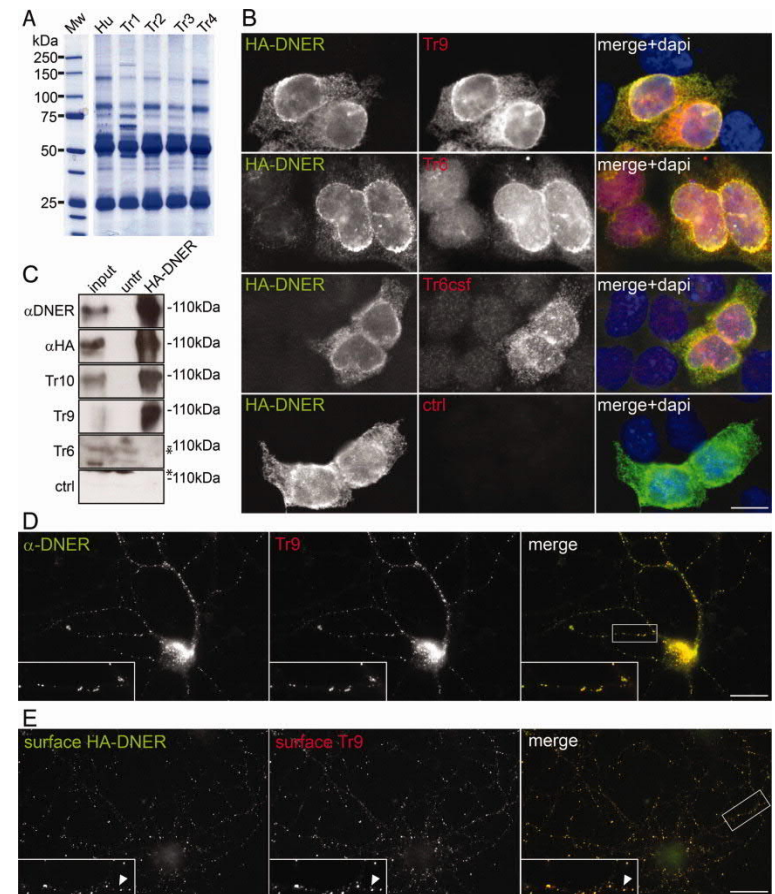 A
Mw Hu Tr1 Tr2 Tr3 Tr4
kDa
250
150
100
75
50
25
B
HA-DNER Tr9 merge+dapi
HA-DNER Tr6 merge+dapi
HA-DNER Tr6csf merge+dapi
HA-DNER ctrl merge+dapi
C
input untr HA-DNER
αDNER -110kDa
αHA -110kDa
Tr10 -110kDa
Tr9 -110kDa
Tr6 -110kDa
*
*
ctrl -110kDa
D
α-DNER Tr9 merge
E
surface HA-DNER surface Tr9 merge